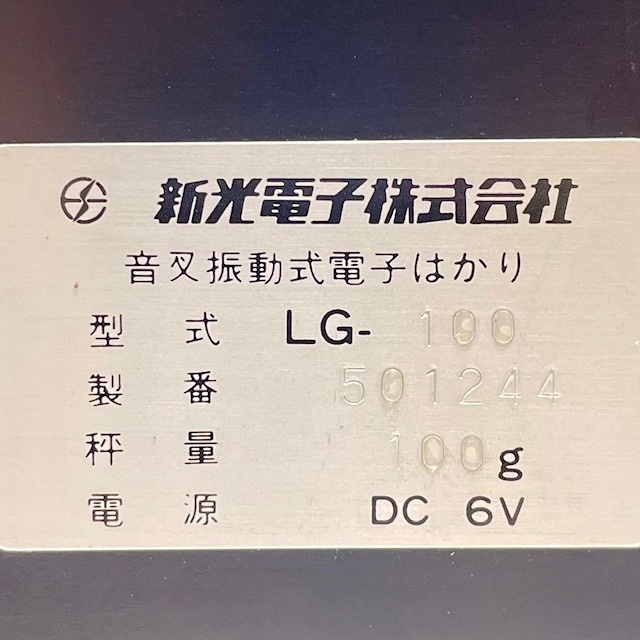 新光電子株式会社
音叉振動式電子はかり
型式 LG-100
製番 501244
秤量 100g
電源 DC 6V